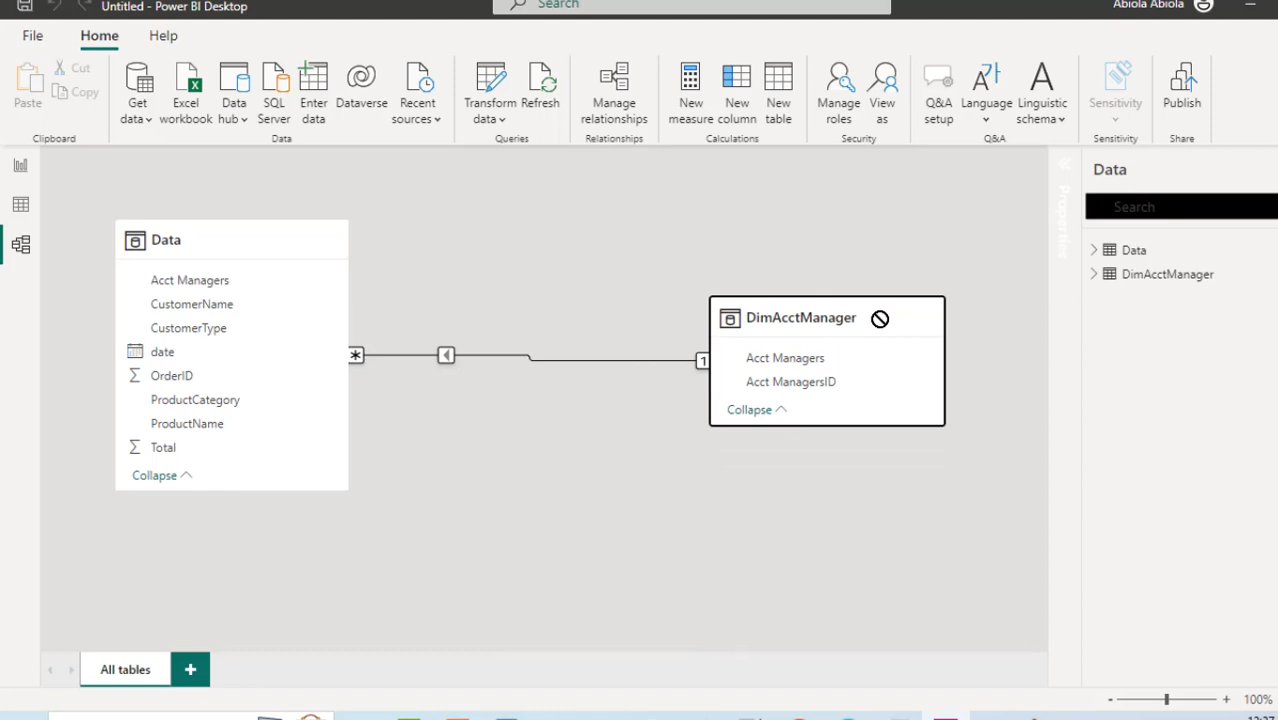 Untitled - Power BI Desktop
Search
Abiola Abiola
File
Home
Help
Paste
Cut
Copy
Clipboard
Get data
Excel workbook
Data hub
SQL Server
Enter data
Dataverse
Recent sources
Data
Transform data
Refresh
Queries
Manage relationships
Relationships
New measure
New column
New table
Calculations
Manage roles
View as
Security
Q&A setup
Language
Linguistic schema
Q&A
Sensitivity
Sensitivity
Publish
Share
Data
Acct Managers
CustomerName
CustomerType
date
OrderID
ProductCategory
ProductName
Total
Collapse
*
1
DimAcctManager
Acct Managers
Acct ManagersID
Collapse
Properties
Data
Search
Data
DimAcctManager
All tables
+
- + 100%
12:37